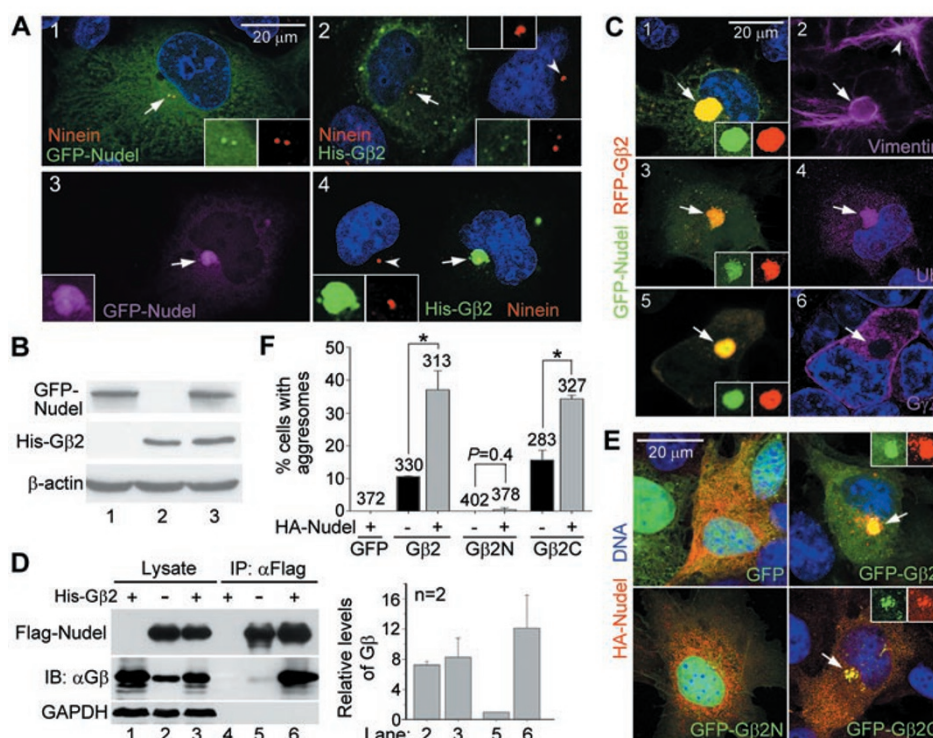 A
1
20 µm
Ninein
GFP-Nudel
2
Ninein
His-Gβ2
3
GFP-Nudel
4
His-Gβ2 Ninein
B
GFP-
Nudel
His-Gβ2
β-actin
1 2 3
F
% cells with
aggresomes
50
40
30
20
10
0
372
330
*
313
402
P=0.4
378
283
*
327
HA-Nudel + - + - + - +
GFP Gβ2 Gβ2N Gβ2C
C
GFP-Nudel RFP-Gβ2
1
20 µm
2
Vimentin
3
4
5
6
D
Lysate IP: αFlag
His-Gβ2 + - + + - +
Flag-Nudel
IB: αGβ
GAPDH
1 2 3 4 5 6
Relative levels
of Gβ
n=2
16
12
8
4
0
Lane: 2 3 5 6
E
HA-Nudel DNA
20 µm
GFP
GFP-Gβ2
GFP-Gβ2N